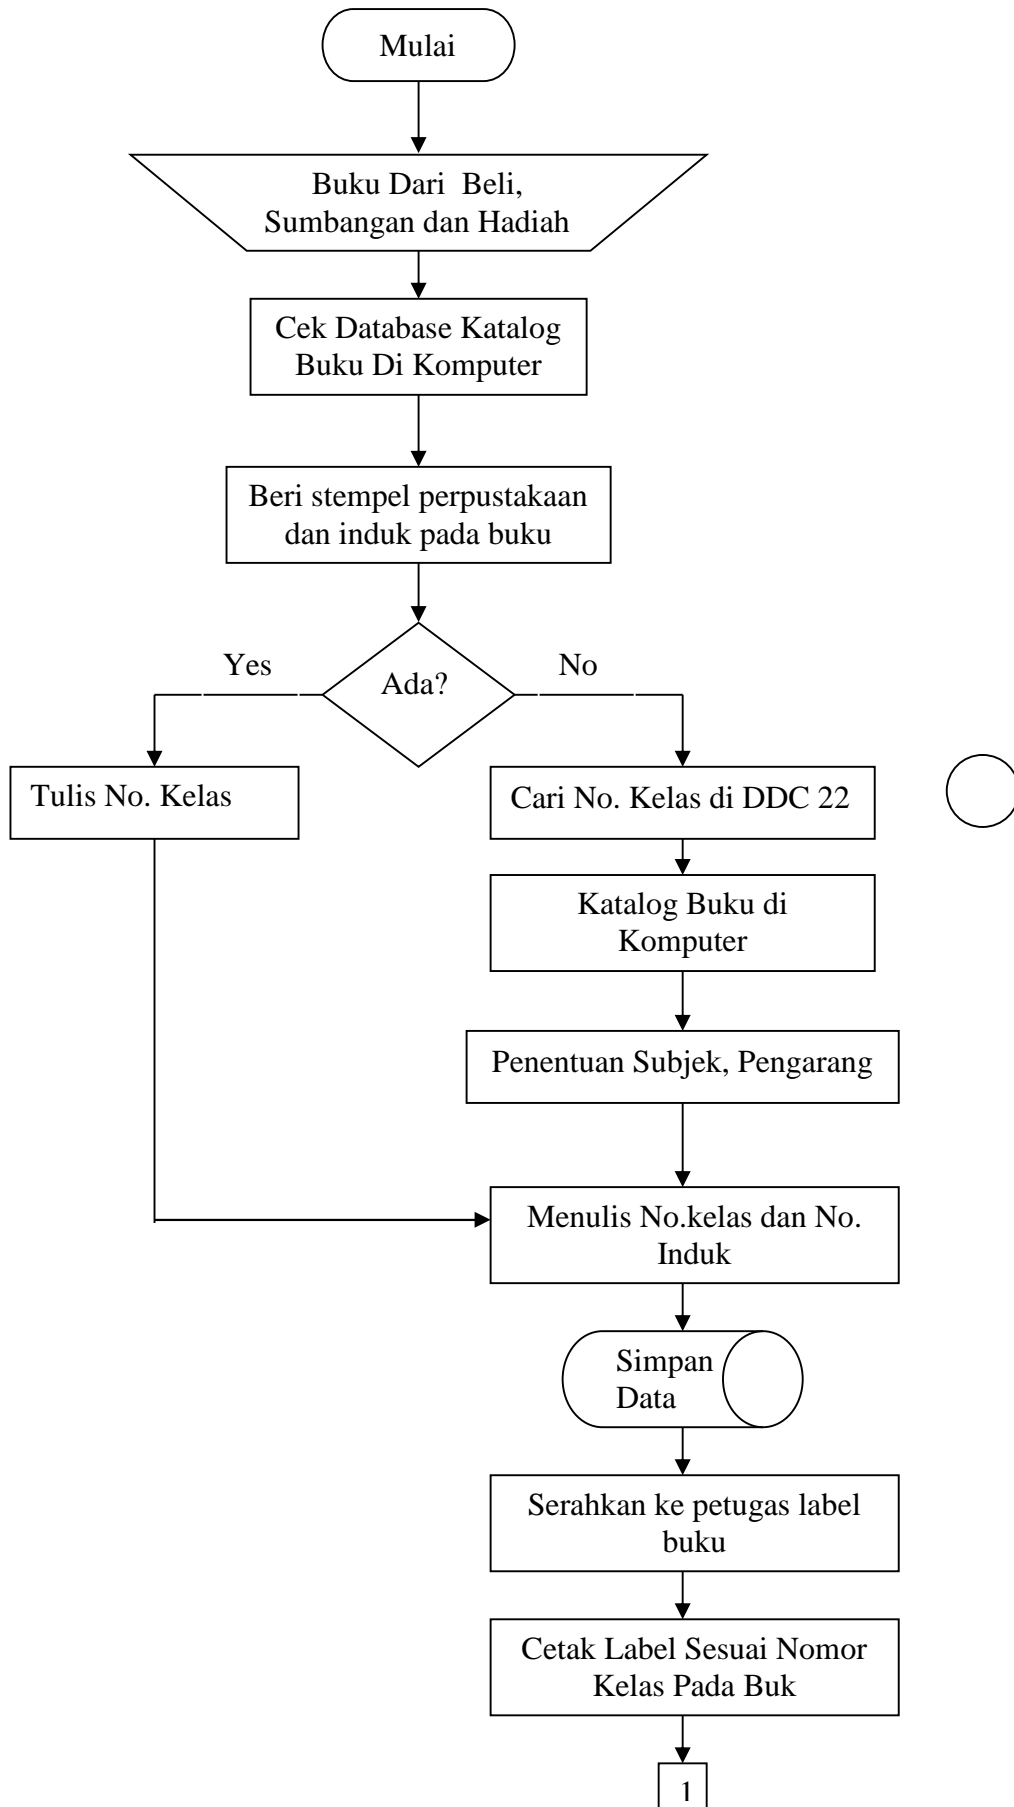 Mulai
Buku Dari  Beli,
Sumbangan dan Hadiah
Cek Database Katalog
Buku Di Komputer
Beri stempel perpustakaan
dan induk pada buku
Ada?
Yes
No
Tulis No. Kelas
Cari No. Kelas di DDC 22
Katalog Buku di
Komputer
Penentuan Subjek, Pengarang
Menulis No.kelas dan No.
Induk
Simpan
Data
Serahkan ke petugas label
buku
Cetak Label Sesuai Nomor
Kelas Pada Buk
1